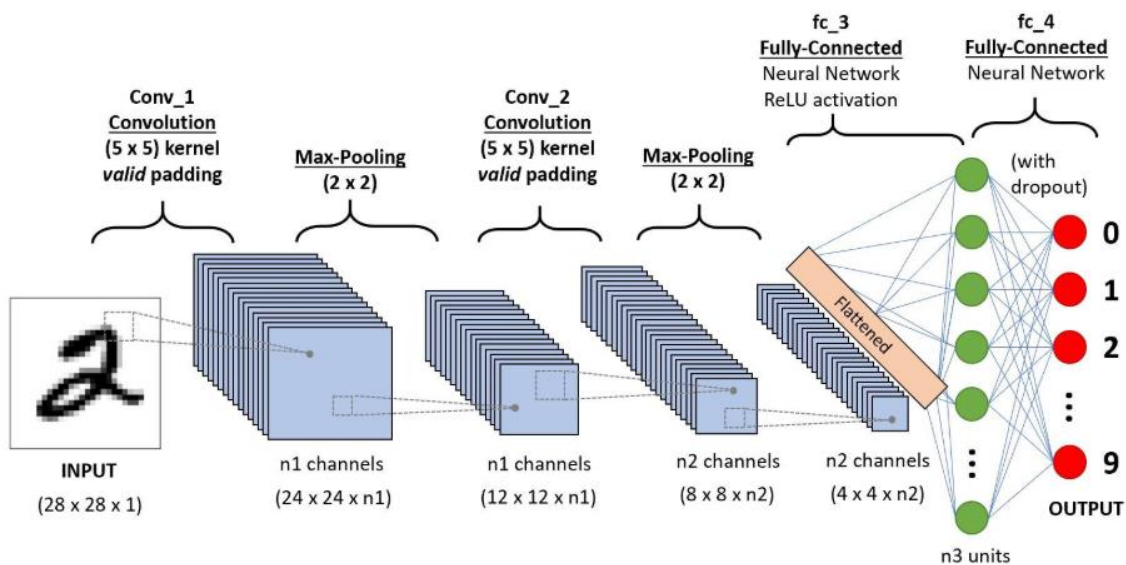 fc_3
Fully-Connected
Neural Network
ReLU activation
fc_4
Fully-Connected
Neural Network
Conv_1
Convolution
(5 x 5) kernel
valid padding
Max-Pooling
(2 x 2)
Conv_2
Convolution
(5 x 5) kernel
valid padding
Max-Pooling
(2 x 2)
(with
dropout)
Flattened
0
1
2
9
INPUT
(28 x 28 x 1)
n1 channels
(24 x 24 x n1)
n1 channels
(12 x 12 x n1)
n2 channels
(8 x 8 x n2)
n2 channels
(4 x 4 x n2)
n3 units
OUTPUT